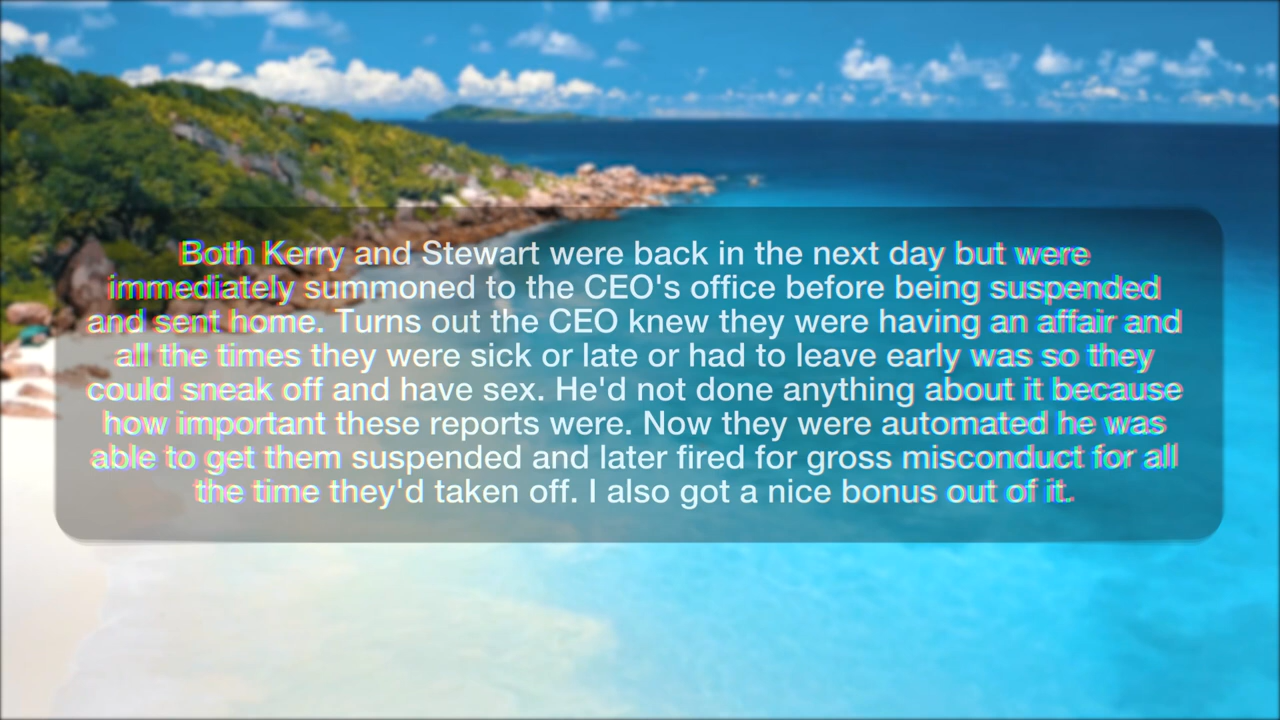 Both Kerry and Stewart were back in the next day but were
immediately summoned to the CEO's office before being suspended
and sent home. Turns out the CEO knew they were having an affair and
all the times they were sick or late or had to leave early was so they
could sneak off and have sex. He'd not done anything about it because
how important these reports were. Now they were automated he was
able to get them suspended and later fired for gross misconduct for all
the time they'd taken off. I also got a nice bonus out of it.